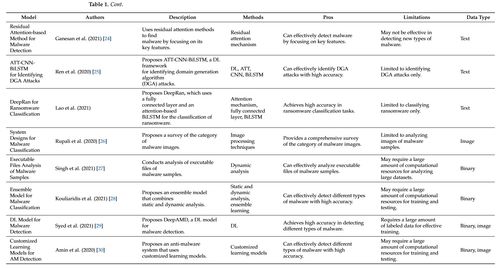 Table 1. Cont.
Model Authors Description Methods Pros Limitations Data Type
Residual
Attention-based
Method for
Malware
Detection
Ganesan et al. (2021) [24]
Uses residual attention methods
to find
malware by focusing on its
key features.
Residual
attention
mechanism
Can effectively detect malware
by focusing on key features.
May not be effective in
detecting new types of
malware.
Text
ATT-CNN-
BiLSTM
for Identifying
DGA Attacks
Ren et al. (2020) [25]
Proposes ATT-CNN-BiLSTM, a DL
framework
for identifying domain generation
algorithm
(DGA) attacks.
DL, ATT,
CNN, BiLSTM
Can effectively identify DGA
attacks with high accuracy.
Limited to identifying
DGA attacks only.
Text
DeepRan for
Ransomware
Classification
Lao et al. (2021)
Proposes DeepRan, which uses
a fully
connected layer and an
attention-based
BiLSTM for the classification of
ransomware.
Attention
mechanism,
fully connected
layer, BiLSTM
Achieves high accuracy in
ransomware classification tasks.
Limited to classifying
ransomware only.
Text
System
Designs for
Malware
Classification
Rupali et al. (2020) [26]
Proposes a survey of the category
of
malware images.
Image
processing
techniques
Provides a comprehensive survey
of the category of malware images.
Limited to analyzing
images of malware
samples.
Image
Executable
Files Analysis
of Malware
Samples
Singh et al. (2021) [27]
Conducts analysis of executable
files of
malware samples.
Dynamic
analysis
Can effectively analyze executable
files of malware samples.
May require a large
amount of computational
resources for analyzing
large datasets.
Binary
Ensemble
Model for
Malware
Classification
Kouliaridis et al. (2021) [28]
Proposes an ensemble model that
combines
static and dynamic analysis.
Static and
dynamic
analysis,
ensemble
learning
Can effectively detect different types
of malware with high accuracy.
May require a large
amount of computational
resources for training and
testing.
Binary
DL Model for
Malware
Detection
Syed et al. (2021) [29]
Proposes DeepAMD, a DL model
for
malware detection.
DL
Achieves high accuracy in detecting
different types of malware.
Requires a large amount
of labeled data for effective
training.
Binary, image
Customized
Learning
Models for
AM Detection
Amin et al. (2020) [30]
Proposes an anti-malware
system that uses
customized learning models.
Customized
learning models
Can effectively detect different
types of malware with high
accuracy.
May require a large
amount of computational
resources for training and
testing.
Binary, image